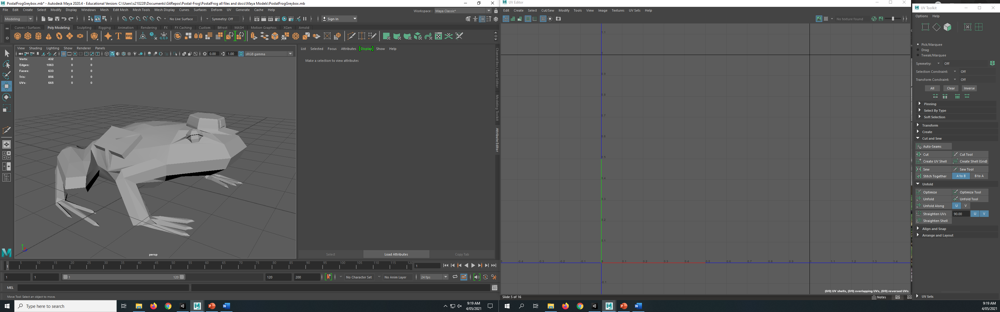 PostalFrogGreybox.mb* - Autodesk Maya 2020.4 - Educational Version: C:\Users\s210228\Documents\GitRepos\Postal-Frog\PostalFrog all files and docs\Maya Models\PostalFrogGreybox.mb
File Edit Create Select Modify Display Windows Mesh Edit Mesh Mesh Tools Mesh Display Curves Surfaces Deform UV Generate Cache Help
Workspace : Maya Classic*
Modeling No Live Surface Symmetry: Off Sign In
Curves / Surfaces Poly Modeling Sculpting Rigging Animation Rendering FX FX Caching Custom Bifrost MASH Motion Graphics XGen Arnold
T svg 0,0,0
View Shading Lighting Show Renderer Panels
0.00 1.00 sRGB gamma
Verts: 432 0 0
Edges: 1063 0 0
Faces: 633 0 0
Tris: 856 0 0
UVs: 665 0 0
persp
List Selected Focus Attributes [Display] Show Help
Make a selection to view attributes
Channel Box / Layer Editor
Modeling Toolkit
Attribute Editor
Select Load Attributes Copy Tab
1 5 10 15 20 25 30 35 40 45 50 55 60 65 70 75 80 85 90 95 100 105 110 115 120 1
1 1 1 120 120 200 No Character Set No Anim Layer 24 fps
MEL
Move Tool: Select an object to move.
Type here to search
9:19 AM
4/05/2021
UV Editor
Edit Create Select Cut/Sew Modify Tools View Image Textures UV Sets Help
No texture found
1.1
1
0.9
0.8
0.7
0.6
0.5
0.4
0.3
0.2
0.1
-0.4 -0.3 -0.2 -0.1 0 0.1 0.2 0.3 0.4 0.5 0.6 0.7 0.8 0.9 1 1.1 1.2 1.3 1.4
-0.1
(0/0) UV shells, (0/0) overlapping UVs, (0/0) reversed UVs
Slide 5 of 16
Notes
UV Toolkit
Options Help
Pick/Marquee
Drag
Tweak/Marquee
Symmetry: Off
Selection Constraint: Off
Transform Constraint: Off
All Clear Inverse
Pinning
Select By Type
Soft Selection
Transform
Create
Cut and Sew
Auto-Seams
Cut Cut Tool
Create UV Shell Create Shell (Grid)
Sew Sew Tool
Stitch Together A to B B to A
Unfold
Optimize Optimize Tool
Unfold Unfold Tool
Unfold Along U V
Straighten UVs 90.00 U V
Straighten Shell
Align and Snap
Arrange and Layout
UV Sets
9:19 AM
4/05/2021